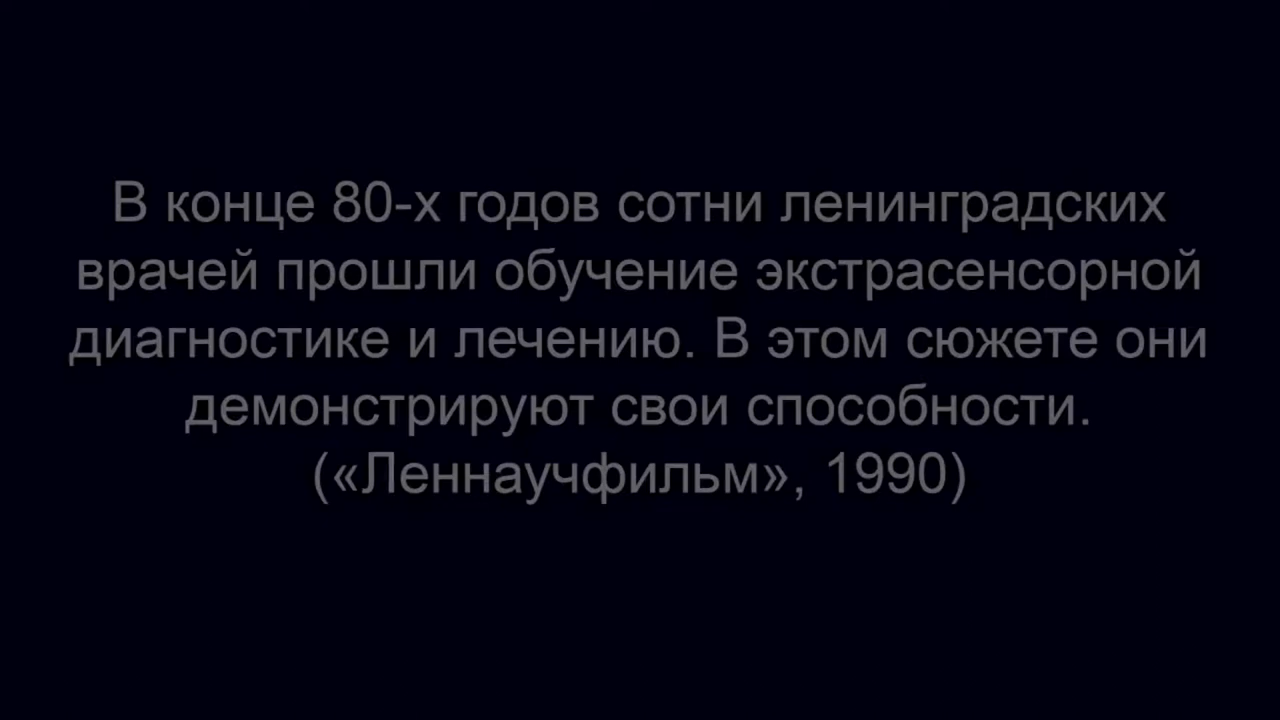 В конце 80-х годов сотни ленинградских
врачей прошли обучение экстрасенсорной
диагностике и лечению. В этом сюжете они
демонстрируют свои способности.
(«Леннаучфильм», 1990)